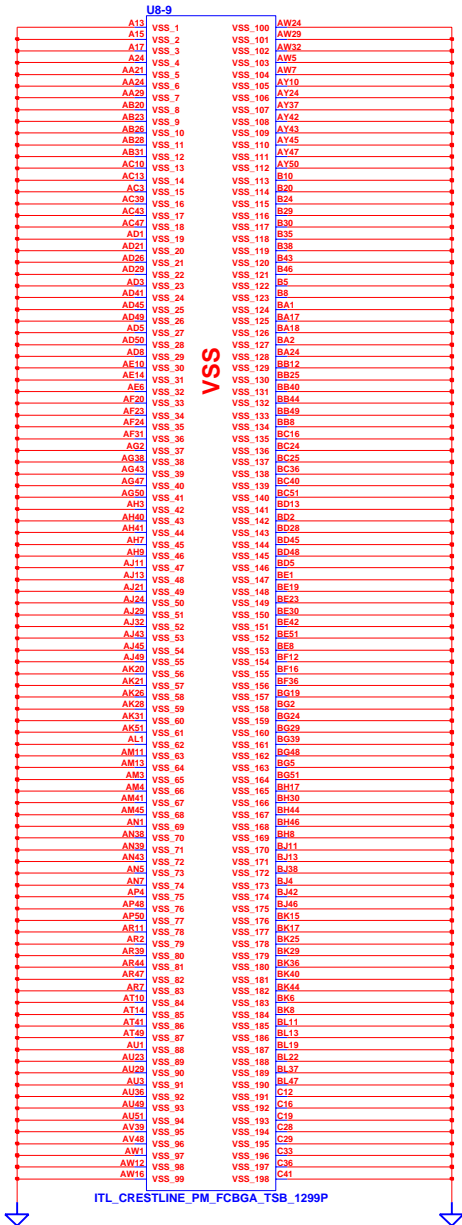 U8-9
A13 VSS_1 VSS_100 AW24
A15 VSS_2 VSS_101 AW29
A17 VSS_3 VSS_102 AW32
A24 VSS_4 VSS_103 AW5
AA21 VSS_5 VSS_104 AW7
AA24 VSS_6 VSS_105 AY10
AA29 VSS_7 VSS_106 AY24
AB20 VSS_8 VSS_107 AY37
AB23 VSS_9 VSS_108 AY42
AB26 VSS_10 VSS_109 AY43
AB28 VSS_11 VSS_110 AY45
AB31 VSS_12 VSS_111 AY47
AC10 VSS_13 VSS_112 AY50
AC13 VSS_14 VSS_113 B10
AC3 VSS_15 VSS_114 B20
AC39 VSS_16 VSS_115 B24
AC43 VSS_17 VSS_116 B29
AC47 VSS_18 VSS_117 B30
AD1 VSS_19 VSS_118 B35
AD21 VSS_20 VSS_119 B38
AD26 VSS_21 VSS_120 B43
AD29 VSS_22 VSS_121 B46
AD3 VSS_23 VSS_122 B5
AD41 VSS_24 VSS_123 B8
AD45 VSS_25 VSS_124 BA1
AD49 VSS_26 VSS_125 BA17
AD5 VSS_27 VSS_126 BA18
AD50 VSS_28 VSS_127 BA2
AD8 VSS_29 VSS_128 BA24
AE10 VSS_30 VSS_129 BB12
AE14 VSS_31 VSS_130 BB25
AE6 VSS_32 VSS_131 BB40
AF20 VSS_33 VSS_132 BB44
AF23 VSS_34 VSS_133 BB49
AF24 VSS_35 VSS_134 BB8
AF31 VSS_36 VSS_135 BC16
AG2 VSS_37 VSS_136 BC24
AG38 VSS_38 VSS_137 BC25
AG43 VSS_39 VSS_138 BC36
AG47 VSS_40 VSS_139 BC40
AG50 VSS_41 VSS_140 BC51
AH3 VSS_42 VSS_141 BD13
AH40 VSS_43 VSS_142 BD2
AH41 VSS_44 VSS_143 BD28
AH7 VSS_45 VSS_144 BD45
AH9 VSS_46 VSS_145 BD48
AJ11 VSS_47 VSS_146 BD5
AJ13 VSS_48 VSS_147 BE1
AJ21 VSS_49 VSS_148 BE19
AJ24 VSS_50 VSS_149 BE23
AJ29 VSS_51 VSS_150 BE30
AJ32 VSS_52 VSS_151 BE42
AJ43 VSS_53 VSS_152 BE51
AJ45 VSS_54 VSS_153 BE8
AJ49 VSS_55 VSS_154 BF12
AK20 VSS_56 VSS_155 BF16
AK21 VSS_57 VSS_156 BF36
AK26 VSS_58 VSS_157 BG19
AK28 VSS_59 VSS_158 BG2
AK31 VSS_60 VSS_159 BG24
AK51 VSS_61 VSS_160 BG29
AL1 VSS_62 VSS_161 BG39
AM11 VSS_63 VSS_162 BG48
AM13 VSS_64 VSS_163 BG5
AM3 VSS_65 VSS_164 BG51
AM4 VSS_66 VSS_165 BH17
AM41 VSS_67 VSS_166 BH30
AM45 VSS_68 VSS_167 BH44
AN1 VSS_69 VSS_168 BH46
AN38 VSS_70 VSS_169 BH8
AN39 VSS_71 VSS_170 BJ11
AN43 VSS_72 VSS_171 BJ13
AN5 VSS_73 VSS_172 BJ38
AN7 VSS_74 VSS_173 BJ4
AP4 VSS_75 VSS_174 BJ42
AP48 VSS_76 VSS_175 BJ46
AP50 VSS_77 VSS_176 BK15
AR11 VSS_78 VSS_177 BK17
AR2 VSS_79 VSS_178 BK25
AR39 VSS_80 VSS_179 BK29
AR44 VSS_81 VSS_180 BK36
AR47 VSS_82 VSS_181 BK40
AR7 VSS_83 VSS_182 BK44
AT10 VSS_84 VSS_183 BK6
AT14 VSS_85 VSS_184 BK8
AT41 VSS_86 VSS_185 BL11
AT49 VSS_87 VSS_186 BL13
AU1 VSS_88 VSS_187 BL19
AU23 VSS_89 VSS_188 BL22
AU29 VSS_90 VSS_189 BL37
AU3 VSS_91 VSS_190 BL47
AU36 VSS_92 VSS_191 C12
AU49 VSS_93 VSS_192 C16
AU51 VSS_94 VSS_193 C19
AV39 VSS_95 VSS_194 C28
AV48 VSS_96 VSS_195 C29
AW1 VSS_97 VSS_196 C33
AW12 VSS_98 VSS_197 C36
AW16 VSS_99 VSS_198 C41
VSS
ITL_CRESTLINE_PM_FCBGA_TSB_1299P